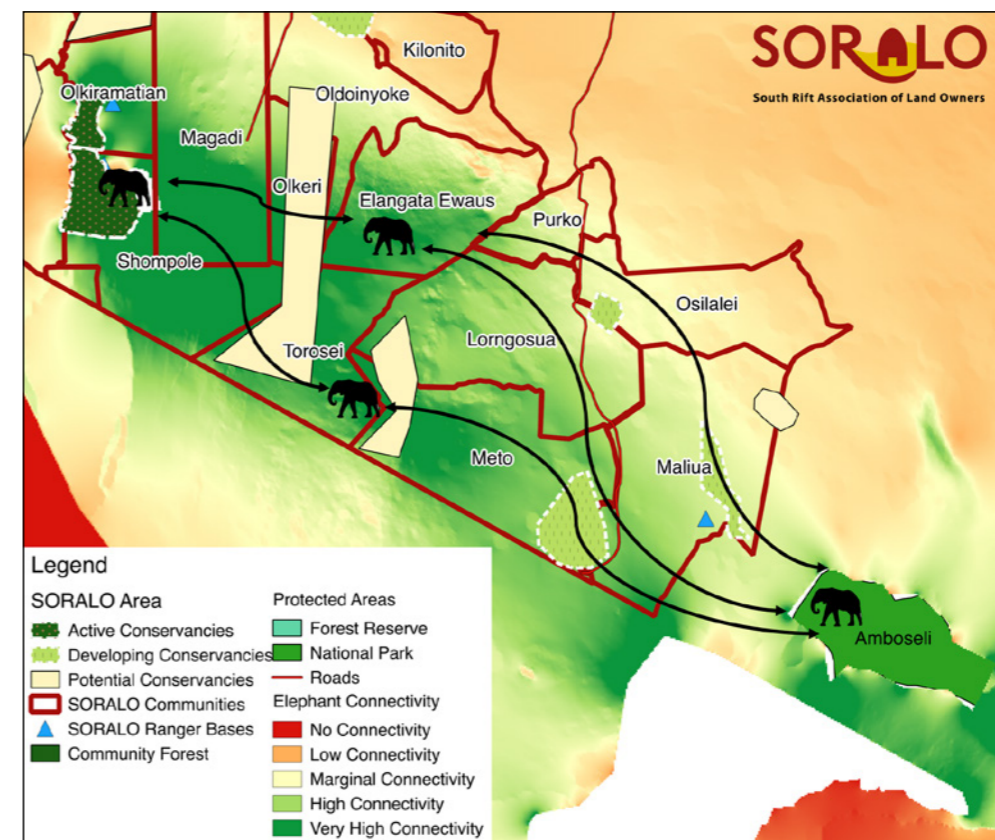 SORALO
South Rift Association of Land Owners
Kilonito
Olkiramatian
Oldoinyoke
Magadi
Olkeri
Elangata Ewaus
Purko
Shompole
Osilalei
Torosei
Lorngosua
Meto
Maliua
Amboseli
Legend
SORALO Area
Active Conservancies
Developing Conservancies
Potential Conservancies
SORALO Communities
SORALO Ranger Bases
Community Forest
Protected Areas
Forest Reserve
National Park
Roads
Elephant Connectivity
No Connectivity
Low Connectivity
Marginal Connectivity
High Connectivity
Very High Connectivity